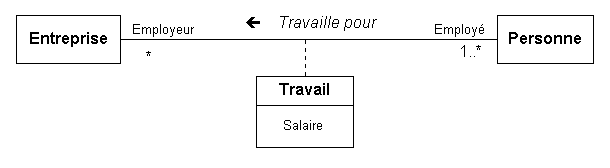 Employeur
🡰 Travaille pour
Employé
Entreprise
Personne
*
1..*
Travail
Salaire